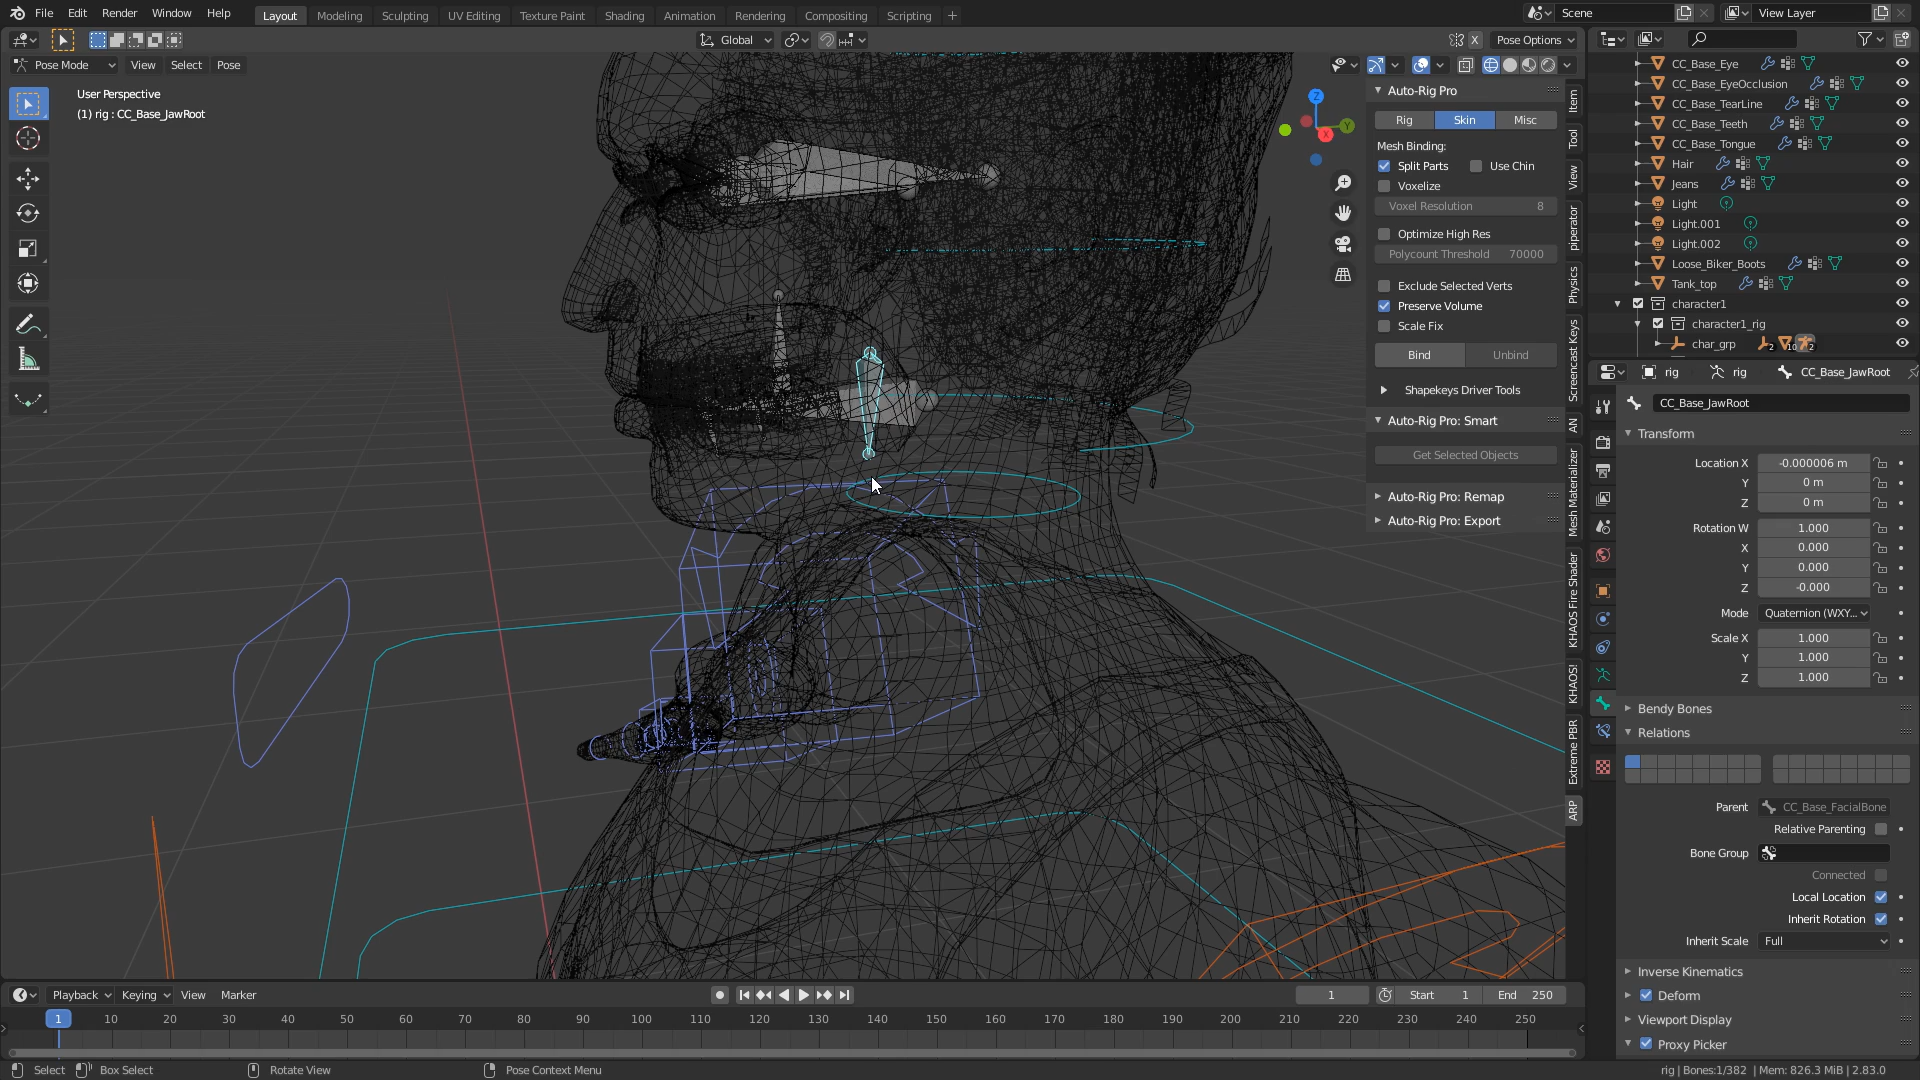 File Edit Render Window Help
Layout Modeling Sculpting UV Editing Texture Paint Shading Animation Rendering Compositing Scripting +
Scene
View Layer
Global
X
Pose Options
Pose Mode View Select Pose
User Perspective
(1) rig : CC_Base_JawRoot
Z
Y
X
Auto-Rig Pro
Rig Skin Misc
Mesh Binding:
Split Parts Use Chin
Voxelize
Voxel Resolution 8
Optimize High Res
Polycount Threshold 70000
Exclude Selected Verts
Preserve Volume
Scale Fix
Bind Unbind
Shapekeys Driver Tools
Auto-Rig Pro: Smart
Get Selected Objects
Auto-Rig Pro: Remap
Auto-Rig Pro: Export
Item
Tool
View
piperator
Physics
Screencast Keys
AN
Mesh Materializer
KHAOS Fire Shader
KHAOS!
Extreme PBR
ARP
CC_Base_Eye
CC_Base_EyeOcclusion
CC_Base_TearLine
CC_Base_Teeth
CC_Base_Tongue
Hair
Jeans
Light
Light.001
Light.002
Loose_Biker_Boots
Tank_top
character1
character1_rig
char_grp 2 10 2
rig rig CC_Base_JawRoot
CC_Base_JawRoot
Transform
Location X -0.000006 m
Y 0 m
Z 0 m
Rotation W 1.000
X 0.000
Y 0.000
Z -0.000
Mode Quaternion (WXY...
Scale X 1.000
Y 1.000
Z 1.000
Bendy Bones
Relations
Parent CC_Base_FacialBone
Relative Parenting
Bone Group
Connected
Local Location
Inherit Rotation
Inherit Scale Full
Inverse Kinematics
Deform
Viewport Display
Proxy Picker
Playback Keying View Marker
1 Start 1 End 250
1 10 20 30 40 50 60 70 80 90 100 110 120 130 140 150 160 170 180 190 200 210 220 230 240 250
Select Box Select Rotate View Pose Context Menu
rig | Bones:1/382 | Mem: 826.3 MiB | 2.83.0